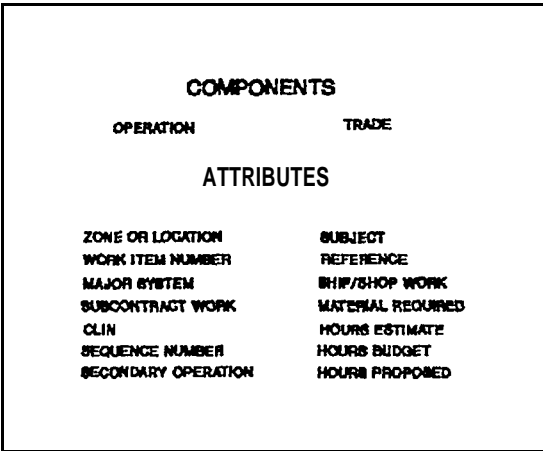 COMPONENTS
OPERATION TRADE
ATTRIBUTES
ZONE OR LOCATION SUBJECT
WORK ITEM NUMBER REFERENCE
MAJOR SYSTEM SHIP/SHOP WORK
SUBCONTRACT WORK MATERIAL REQUIRED
CLIN HOURS ESTIMATE
SEQUENCE NUMBER HOURS BUDGET
SECONDARY OPERATION HOURS PROPOSED